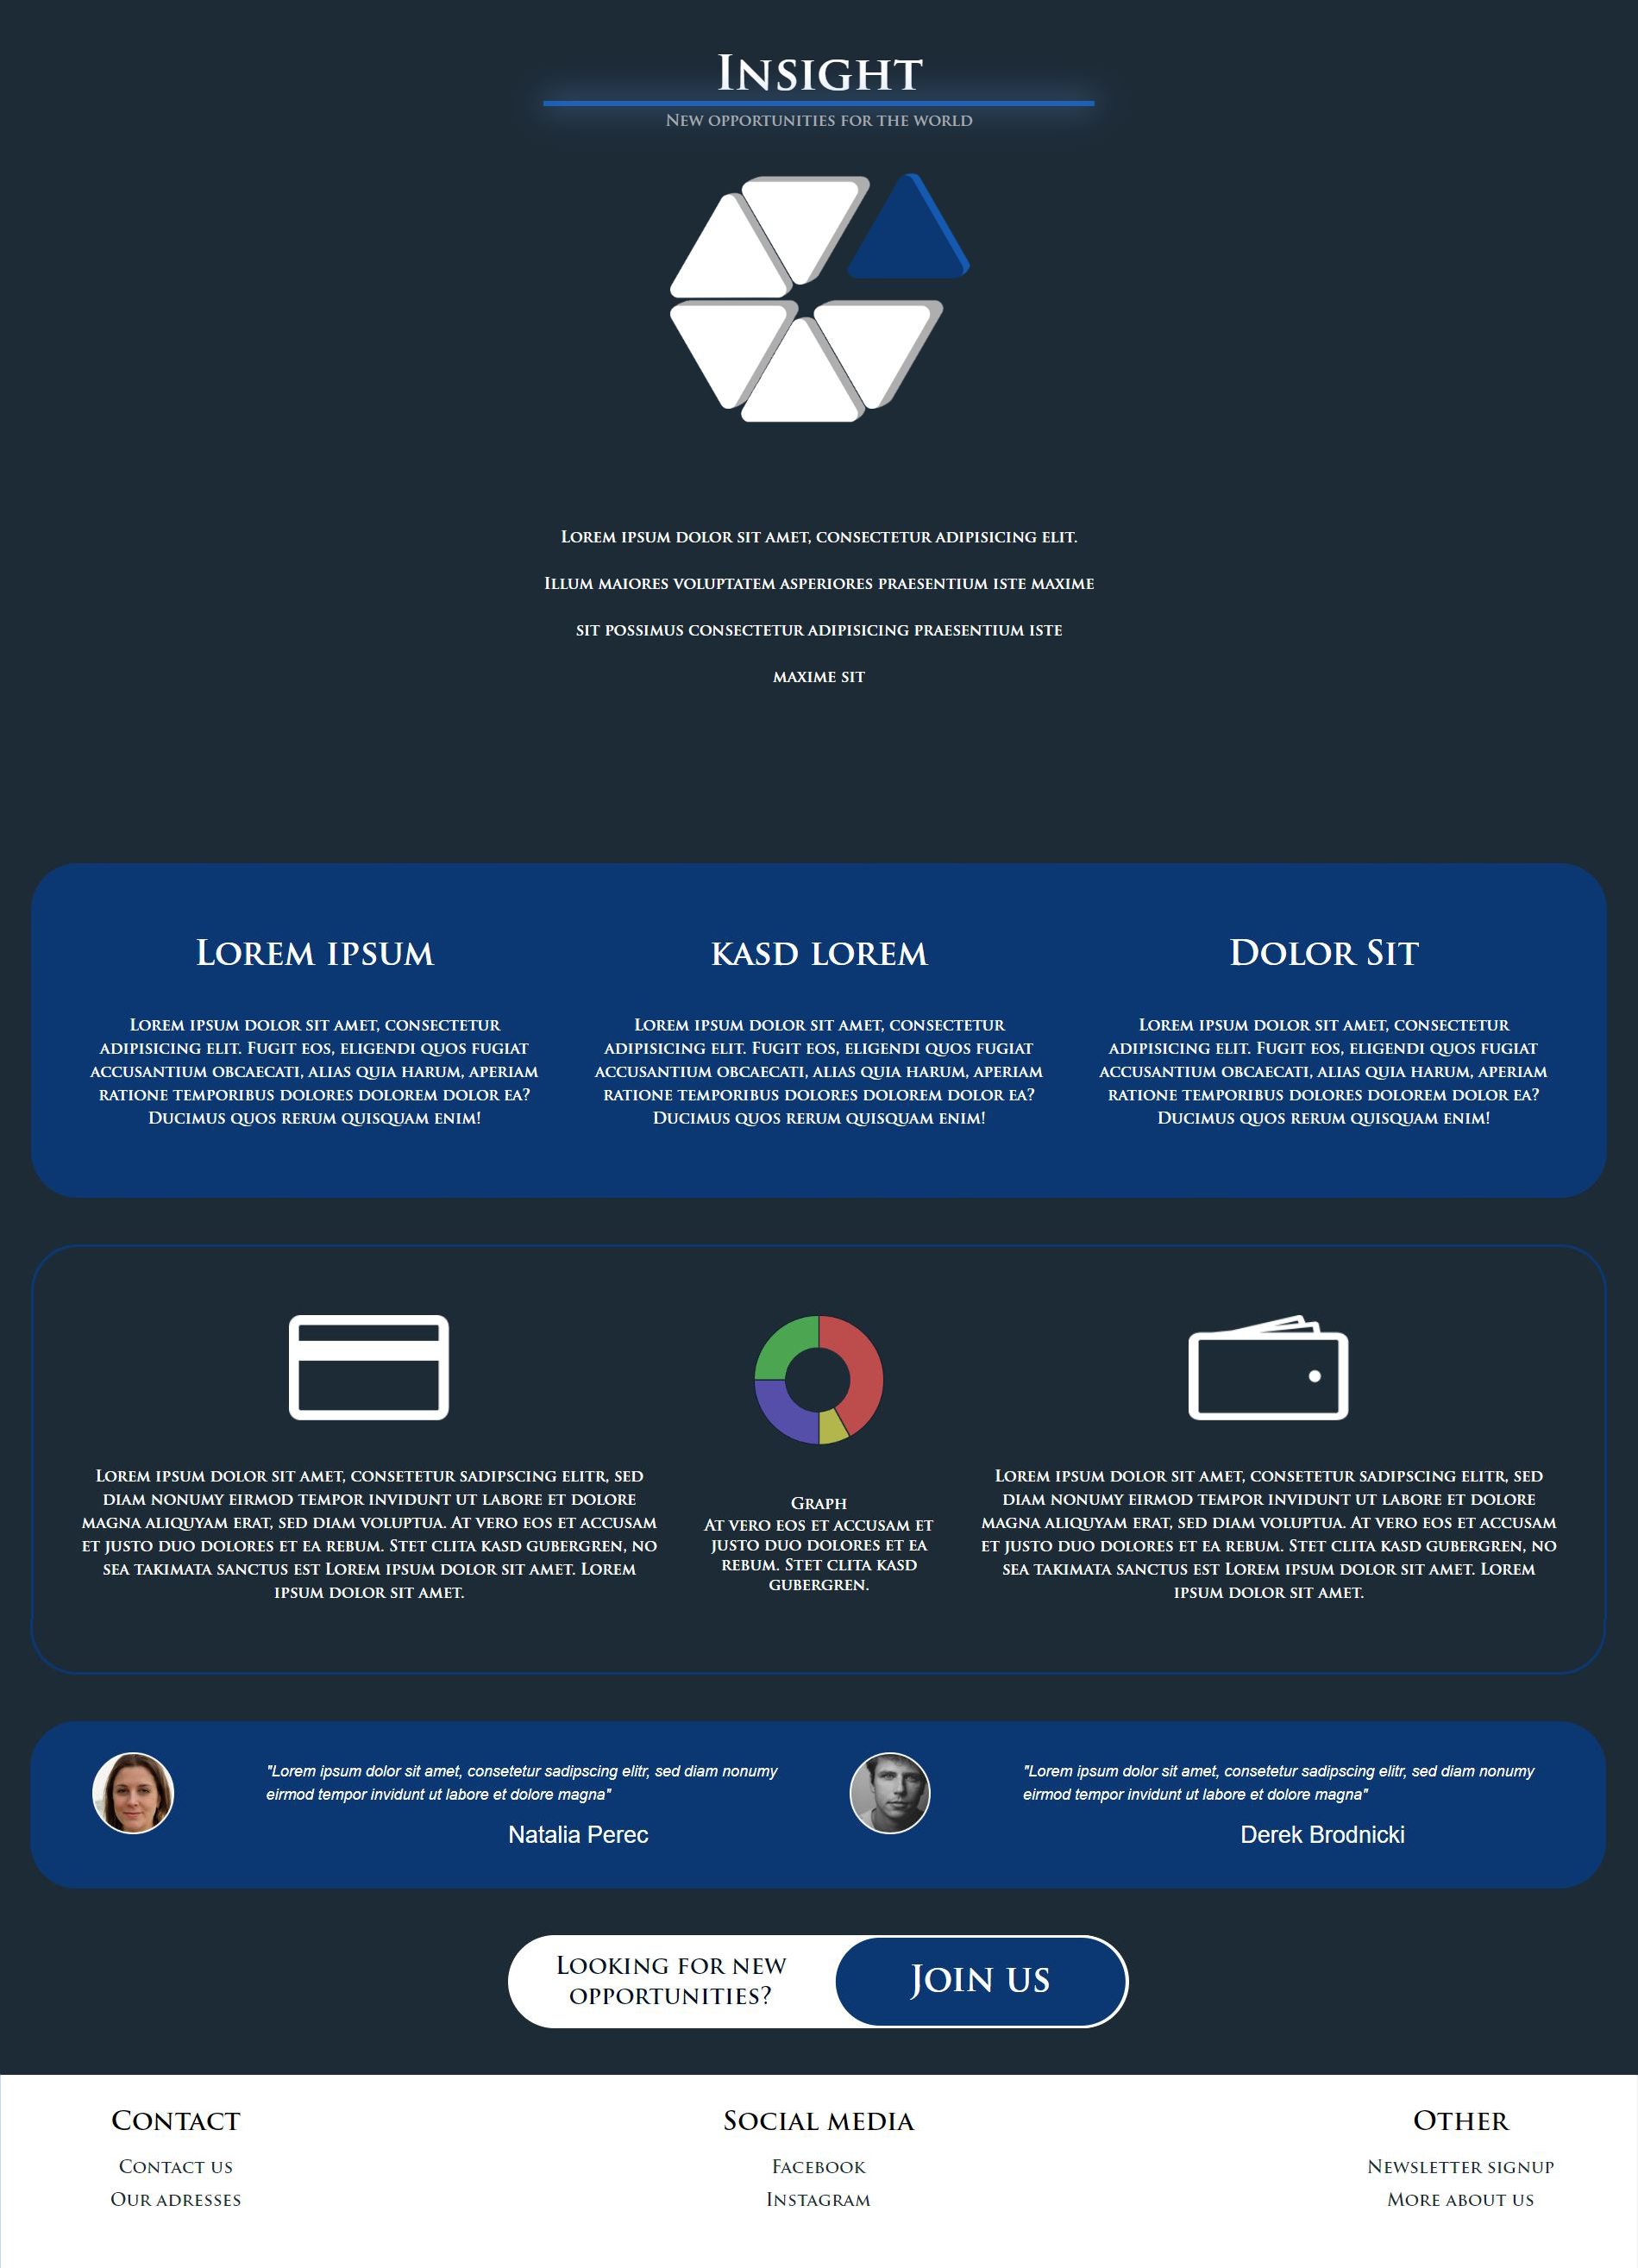 Insight
New opportunities for the world
Lorem ipsum dolor sit amet, consectetur adipisicing elit.
Illum maiores voluptatem asperiores praesentium iste maxime
sit possimus consectetur adipisicing praesentium iste
maxime sit
Lorem ipsum
Lorem ipsum dolor sit amet, consectetur
adipisicing elit. Fugit eos, eligendi quos fugiat
accusantium obcaecati, alias quia harum, aperiam
ratione temporibus dolores dolorem dolor ea?
Ducimus quos rerum quisquam enim!
kasd lorem
Lorem ipsum dolor sit amet, consectetur
adipisicing elit. Fugit eos, eligendi quos fugiat
accusantium obcaecati, alias quia harum, aperiam
ratione temporibus dolores dolorem dolor ea?
Ducimus quos rerum quisquam enim!
Dolor Sit
Lorem ipsum dolor sit amet, consectetur
adipisicing elit. Fugit eos, eligendi quos fugiat
accusantium obcaecati, alias quia harum, aperiam
ratione temporibus dolores dolorem dolor ea?
Ducimus quos rerum quisquam enim!
Lorem ipsum dolor sit amet, consetetur sadipscing elitr, sed
diam nonumy eirmod tempor invidunt ut labore et dolore
magna aliquyam erat, sed diam voluptua. At vero eos et accusam
et justo duo dolores et ea rebum. Stet clita kasd gubergren, no
sea takimata sanctus est Lorem ipsum dolor sit amet. Lorem
ipsum dolor sit amet.
Graph
At vero eos et accusam et
justo duo dolores et ea
rebum. Stet clita kasd
gubergren.
Lorem ipsum dolor sit amet, consetetur sadipscing elitr, sed
diam nonumy eirmod tempor invidunt ut labore et dolore
magna aliquyam erat, sed diam voluptua. At vero eos et accusam
et justo duo dolores et ea rebum. Stet clita kasd gubergren, no
sea takimata sanctus est Lorem ipsum dolor sit amet. Lorem
ipsum dolor sit amet.
"Lorem ipsum dolor sit amet, consetetur sadipscing elitr, sed diam nonumy
eirmod tempor invidunt ut labore et dolore magna"
Natalia Perec
"Lorem ipsum dolor sit amet, consetetur sadipscing elitr, sed diam nonumy
eirmod tempor invidunt ut labore et dolore magna"
Derek Brodnicki
Looking for new
opportunities?
Join us
Contact
Contact us
Our adresses
Social media
Facebook
Instagram
Other
Newsletter signup
More about us